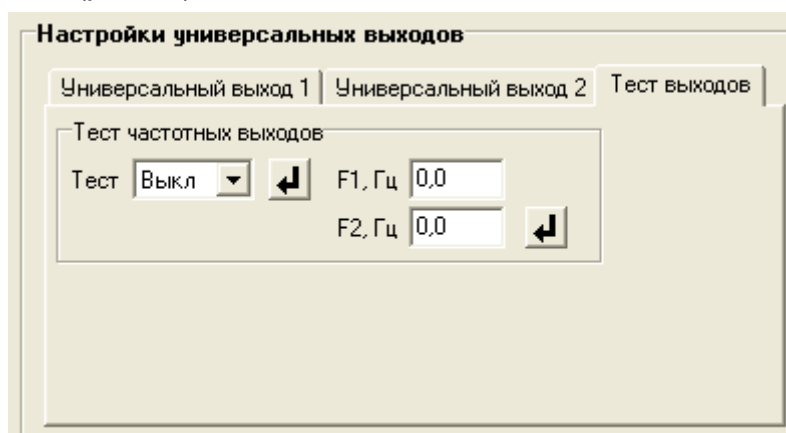 Настройки универсальных выходов
Универсальный выход 1 Универсальный выход 2 Тест выходов
Тест частотных выходов
Тест Выкл F1, Гц 0,0
F2, Гц 0,0